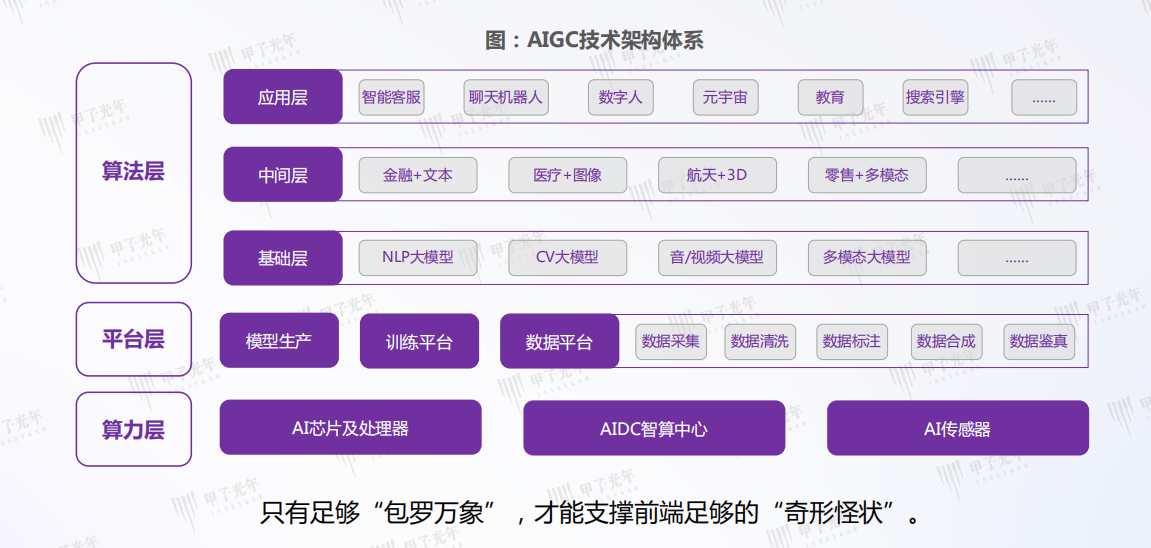 图：AIGC技术架构体系
算法层
应用层 智能客服 聊天机器人 数字人 元宇宙 教育 搜索引擎 ……
中间层 金融+文本 医疗+图像 航天+3D 零售+多模态 ……
基础层 NLP大模型 CV大模型 音/视频大模型 多模态大模型 ……
平台层 模型生产 训练平台 数据平台 数据采集 数据清洗 数据标注 数据合成 数据鉴真
算力层 AI芯片及处理器 AIDC智算中心 AI传感器
只有足够“包罗万象”，才能支撑前端足够的“奇形怪状”。
甲子光年